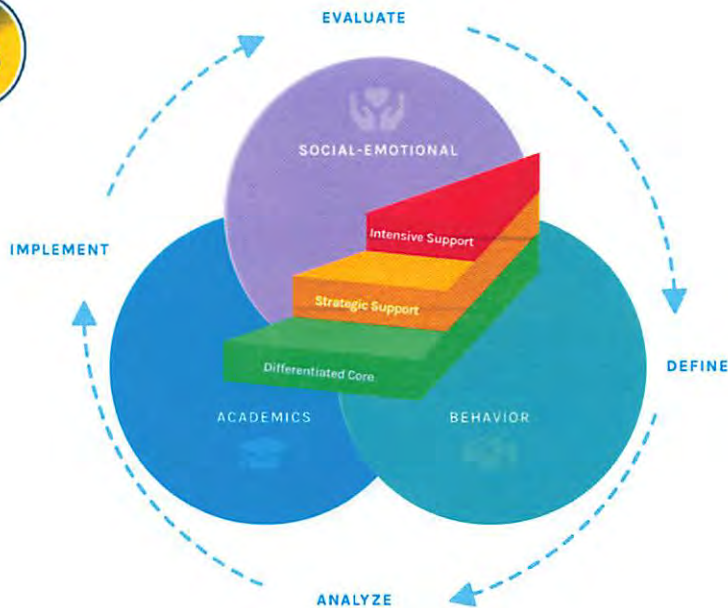 EVALUATE
SOCIAL-EMOTIONAL
Intensive Support
IMPLEMENT
Strategic Support
DEFINE
Differentiated Core
ACADEMICS
BEHAVIOR
ANALYZE